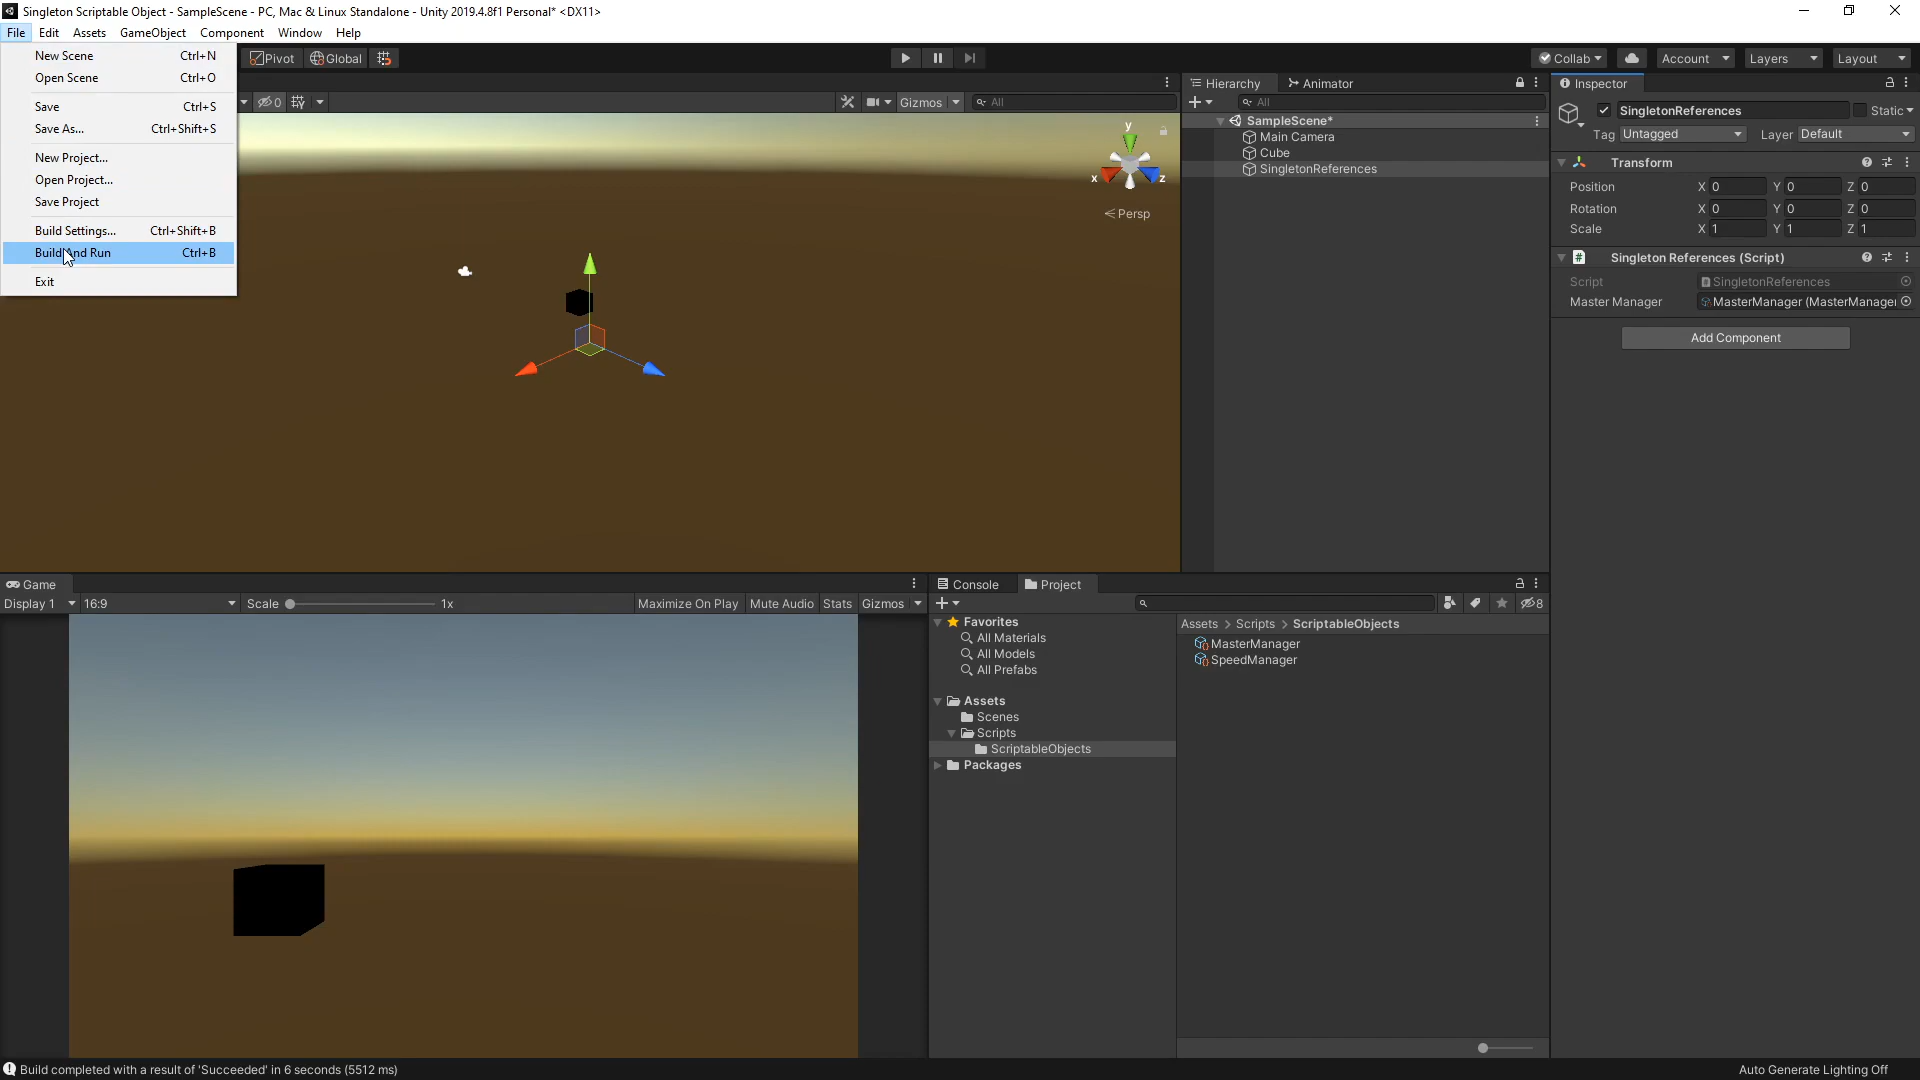 Singleton Scriptable Object - SampleScene - PC, Mac & Linux Standalone - Unity 2019.4.8f1 Personal* <DX11>
File Edit Assets GameObject Component Window Help
New Scene Ctrl+N
Open Scene Ctrl+O
Save Ctrl+S
Save As... Ctrl+Shift+S
New Project...
Open Project...
Save Project
Build Settings... Ctrl+Shift+B
Build And Run Ctrl+B
Exit
Pivot Global
Collab Account Layers Layout
0 Gizmos All
y
x
z
Persp
Hierarchy Animator
All
SampleScene*
Main Camera
Cube
SingletonReferences
Inspector
SingletonReferences Static
Tag Untagged Layer Default
Transform
Position X 0 Y 0 Z 0
Rotation X 0 Y 0 Z 0
Scale X 1 Y 1 Z 1
# Singleton References (Script)
Script SingletonReferences
Master Manager MasterManager (MasterManager
Add Component
Game
Display 1 16:9 Scale 1x Maximize On Play Mute Audio Stats Gizmos
Console Project
8
Favorites
All Materials
All Models
All Prefabs
Assets
Scenes
Scripts
ScriptableObjects
Packages
Assets > Scripts > ScriptableObjects
MasterManager
SpeedManager
Build completed with a result of 'Succeeded' in 6 seconds (5512 ms)
Auto Generate Lighting Off